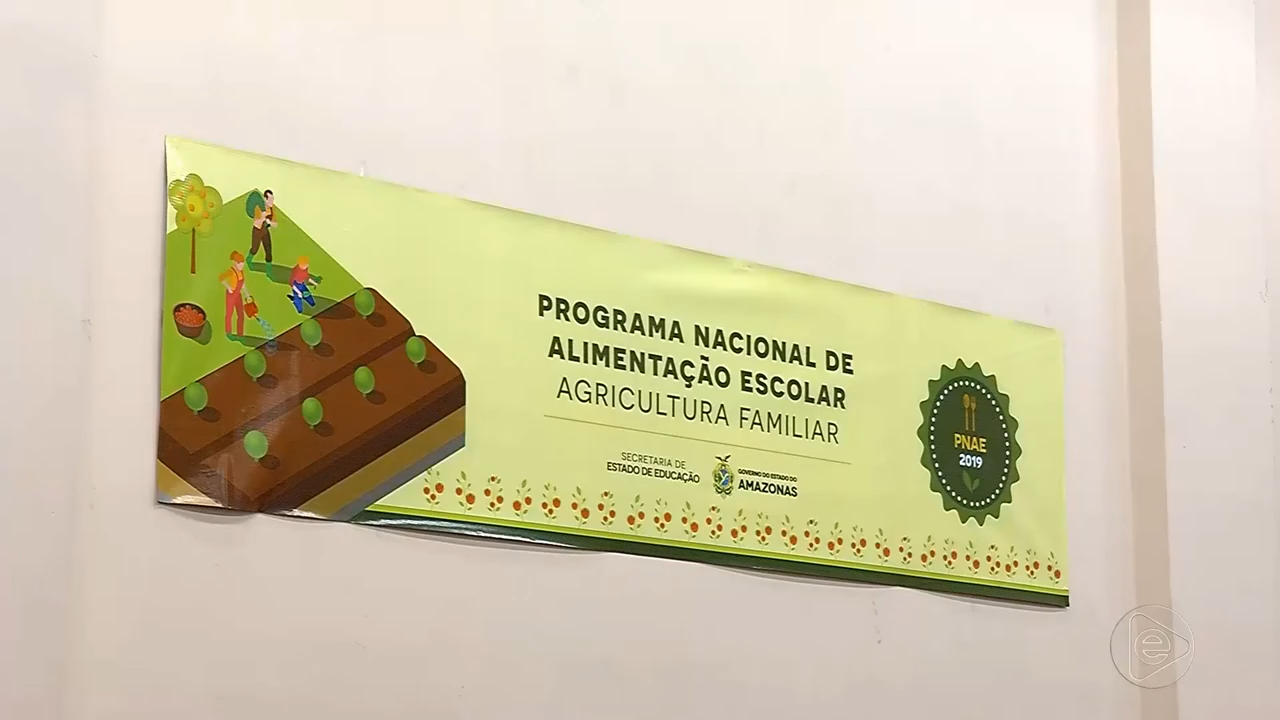 PROGRAMA NACIONAL DE
ALIMENTAÇÃO ESCOLAR
AGRICULTURA FAMILIAR
SECRETARIA DE
ESTADO DE EDUCAÇÃO
GOVERNO DO ESTADO DO
AMAZONAS
PNAE
2019
e